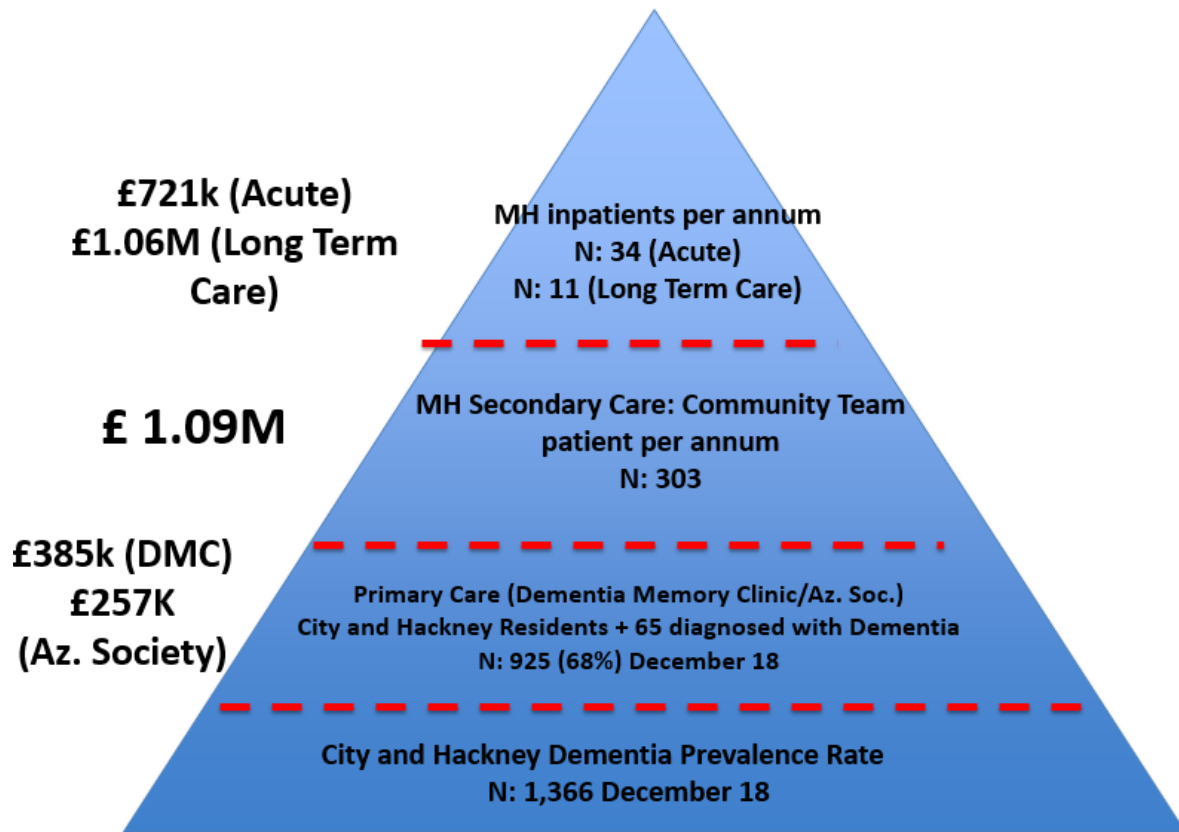 £721k (Acute)
£1.06M (Long Term
Care)
MH inpatients per annum
N: 34 (Acute)
N: 11 (Long Term Care)
£ 1.09M
MH Secondary Care: Community Team
patient per annum
N: 303
£385k (DMC)
£257K
(Az. Society)
Primary Care (Dementia Memory Clinic/Az. Soc.)
City and Hackney Residents + 65 diagnosed with Dementia
N: 925 (68%) December 18
City and Hackney Dementia Prevalence Rate
N: 1,366 December 18